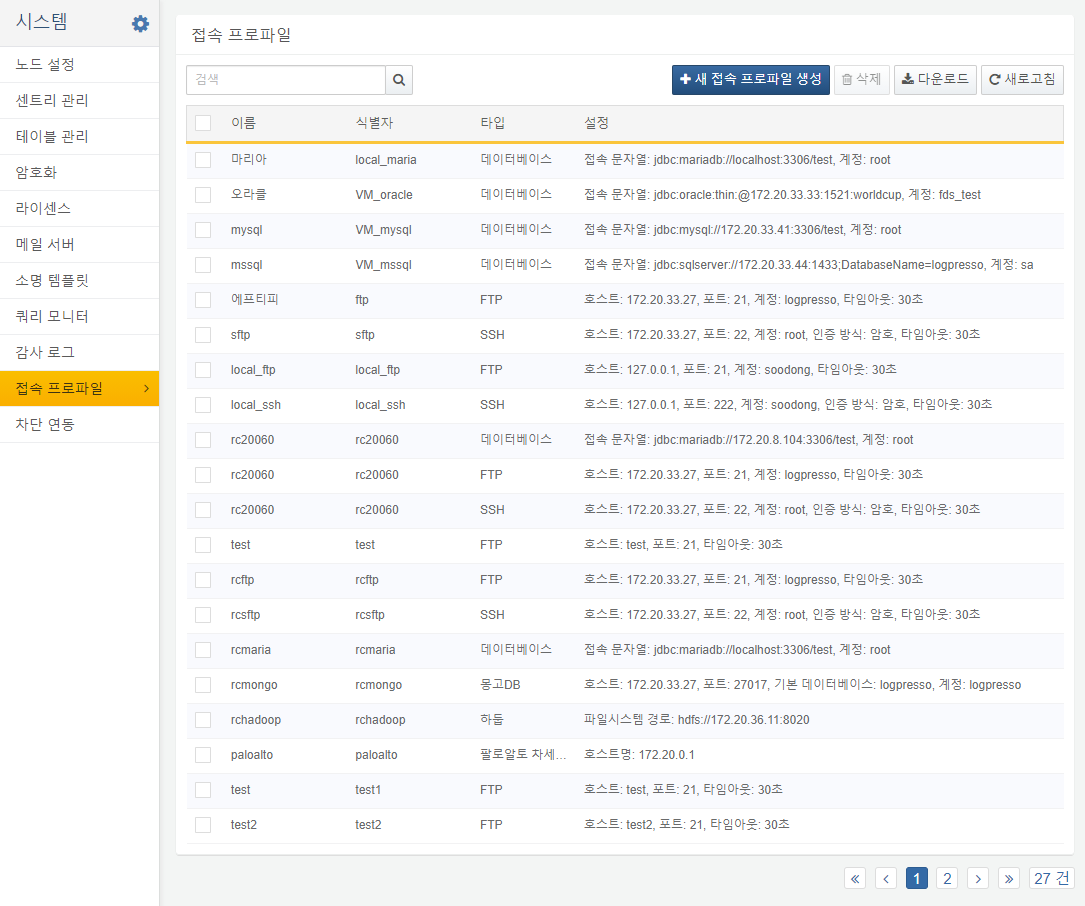 시스템
노드 설정
센트리 관리
테이블 관리
암호화
라이센스
메일 서버
소명 템플릿
쿼리 모니터
감사 로그
접속 프로파일
차단 연동
접속 프로파일
검색 새 접속 프로파일 생성 삭제 다운로드 새로고침
이름 식별자 타입 설정
마리아 local_maria 데이터베이스 접속 문자열: jdbc:mariadb://localhost:3306/test, 계정: root
오라클 VM_oracle 데이터베이스 접속 문자열: jdbc:oracle:thin:@172.20.33.33:1521:worldcup, 계정: fds_test
mysql VM_mysql 데이터베이스 접속 문자열: jdbc:mysql://172.20.33.41:3306/test, 계정: root
mssql VM_mssql 데이터베이스 접속 문자열: jdbc:sqlserver://172.20.33.44:1433;DatabaseName=logpresso, 계정: sa
에프티피 ftp FTP 호스트: 172.20.33.27, 포트: 21, 계정: logpresso, 타임아웃: 30초
sftp sftp SSH 호스트: 172.20.33.27, 포트: 22, 계정: root, 인증 방식: 암호, 타임아웃: 30초
local_ftp local_ftp FTP 호스트: 127.0.0.1, 포트: 21, 계정: soodong, 타임아웃: 30초
local_ssh local_ssh SSH 호스트: 127.0.0.1, 포트: 222, 계정: soodong, 인증 방식: 암호, 타임아웃: 30초
rc20060 rc20060 데이터베이스 접속 문자열: jdbc:mariadb://172.20.8.104:3306/test, 계정: root
rc20060 rc20060 FTP 호스트: 172.20.33.27, 포트: 21, 계정: logpresso, 타임아웃: 30초
rc20060 rc20060 SSH 호스트: 172.20.33.27, 포트: 22, 계정: root, 인증 방식: 암호, 타임아웃: 30초
test test FTP 호스트: test, 포트: 21, 타임아웃: 30초
rcftp rcftp FTP 호스트: 172.20.33.27, 포트: 21, 계정: logpresso, 타임아웃: 30초
rcsftp rcsftp SSH 호스트: 172.20.33.27, 포트: 22, 계정: root, 인증 방식: 암호, 타임아웃: 30초
rcmaria rcmaria 데이터베이스 접속 문자열: jdbc:mariadb://localhost:3306/test, 계정: root
rcmongo rcmongo 몽고DB 호스트: 172.20.33.27, 포트: 27017, 기본 데이터베이스: logpresso, 계정: logpresso
rchadoop rchadoop 하둡 파일시스템 경로: hdfs://172.20.36.11:8020
paloalto paloalto 팔로알토 차세... 호스트명: 172.20.0.1
test test1 FTP 호스트: test, 포트: 21, 타임아웃: 30초
test2 test2 FTP 호스트: test2, 포트: 21, 타임아웃: 30초
« ‹ 1 2 › » 27 건